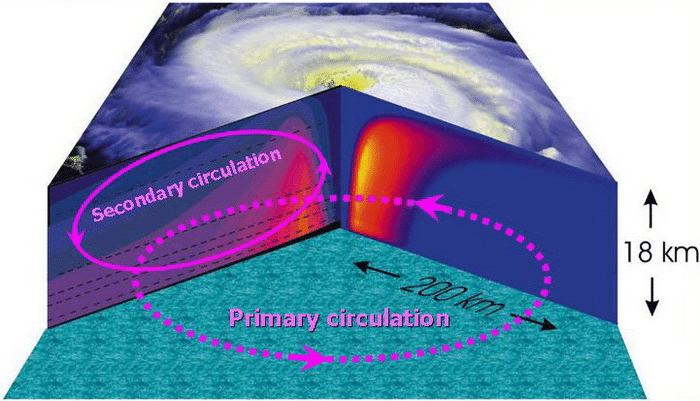 Secondary circulation
18 km
200 km
Primary circulation